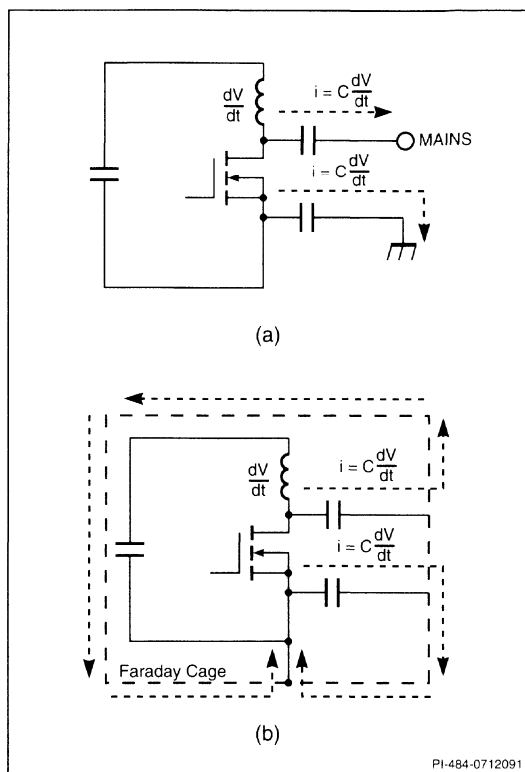 dV
dt
i = C dV
dt
MAINS
i = C dV
dt
(a)
dV
dt
i = C dV
dt
i = C dV
dt
Faraday Cage
(b)
PI-484-0712091